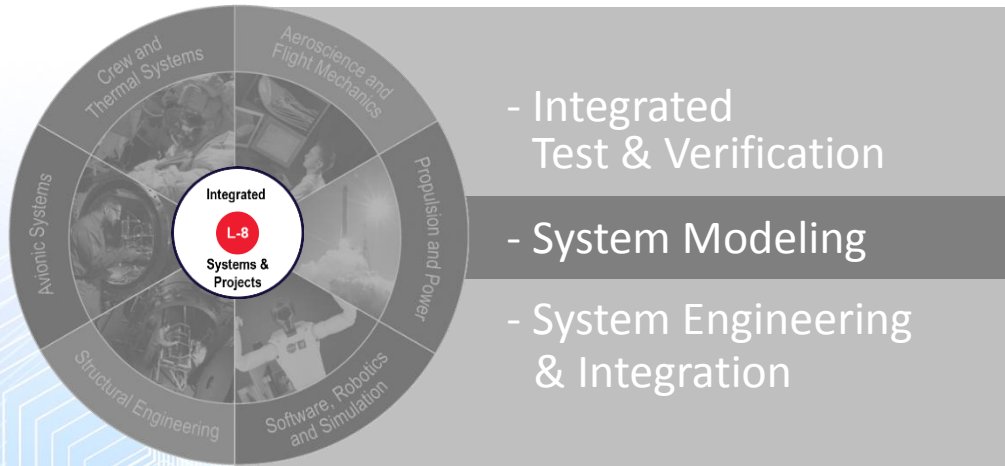 Crew and
Thermal Systems
Aeroscience and
Flight Mechanics
Avionic Systems
Integrated
L-8
Systems &
Projects
Propulsion and Power
Structural Engineering
Software, Robotics
and Simulation
- Integrated
Test & Verification
- System Modeling
- System Engineering
& Integration